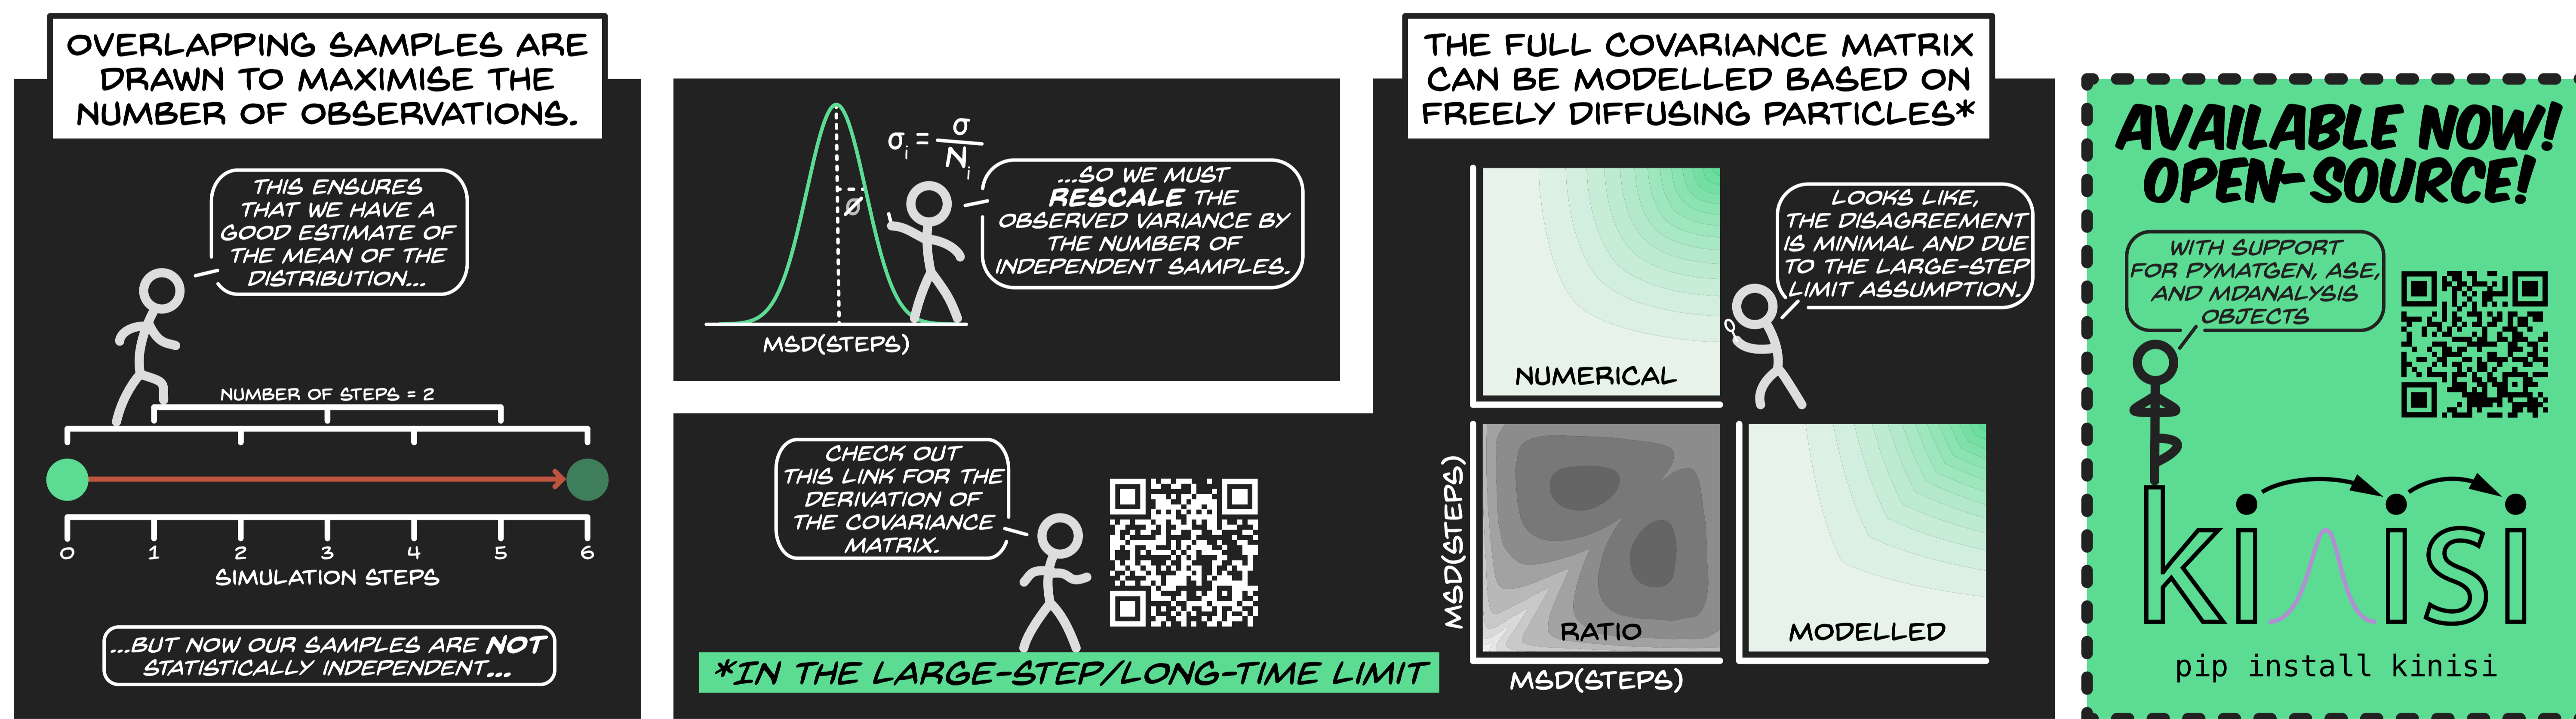 OVERLAPPING SAMPLES ARE
DRAWN TO MAXIMISE THE
NUMBER OF OBSERVATIONS.
THIS ENSURES
THAT WE HAVE A
GOOD ESTIMATE OF
THE MEAN OF THE
DISTRIBUTION...
NUMBER OF STEPS = 2
0 1 2 3 4 5 6
SIMULATION STEPS
...BUT NOW OUR SAMPLES ARE NOT
STATISTICALLY INDEPENDENT...
σᵢ = σ / Nᵢ
σ
...SO WE MUST
RESCALE THE
OBSERVED VARIANCE BY
THE NUMBER OF
INDEPENDENT SAMPLES.
MSD(STEPS)
CHECK OUT
THIS LINK FOR THE
DERIVATION OF
THE COVARIANCE
MATRIX.
*IN THE LARGE-STEP/LONG-TIME LIMIT
THE FULL COVARIANCE MATRIX
CAN BE MODELLED BASED ON
FREELY DIFFUSING PARTICLES*
LOOKS LIKE,
THE DISAGREEMENT
IS MINIMAL AND DUE
TO THE LARGE-STEP
LIMIT ASSUMPTION.
NUMERICAL
MSD(STEPS)
RATIO
MODELLED
MSD(STEPS)
AVAILABLE NOW!
OPEN-SOURCE!
WITH SUPPORT
FOR PYMATGEN, ASE,
AND MDANALYSIS
OBJECTS
kinisi
pip install kinisi